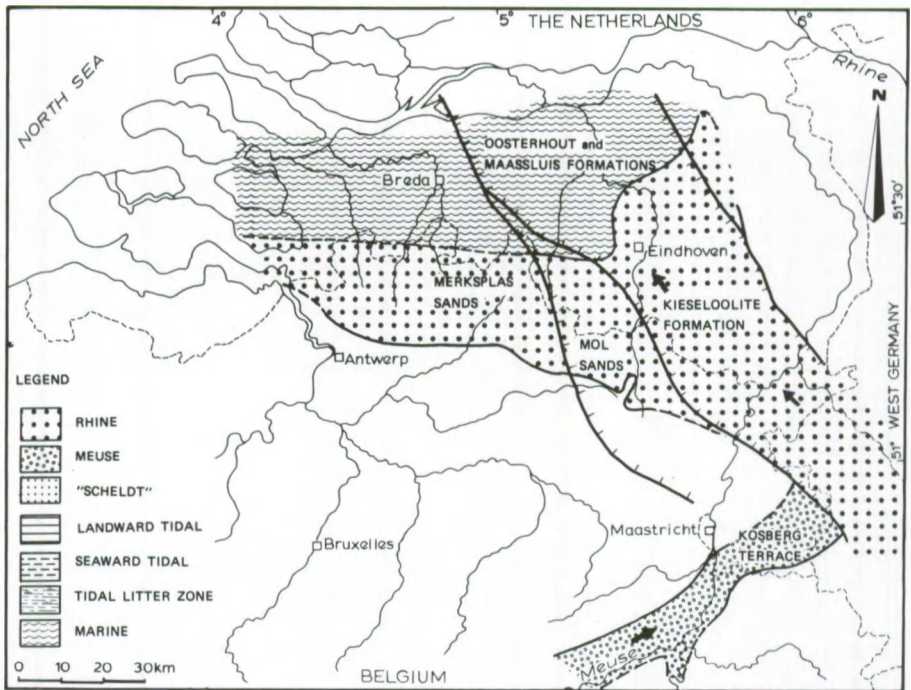 4°
5°
6°
THE NETHERLANDS
NORTH SEA
Rhine
N
OOSTERHOUT and
MAASSLUIS FORMATIONS
Breda
51°30'
Eindhoven
MERKSPLAS
SANDS
KIESELOOLITE
FORMATION
MOL
SANDS
Antwerp
WEST GERMANY
51°
LEGEND
RHINE
MEUSE
"SCHELDT"
LANDWARD TIDAL
SEAWARD TIDAL
TIDAL LITTER ZONE
MARINE
Maastricht
KOSBERG
TERRACE
Bruxelles
Meuse
0 10 20 30km
BELGIUM